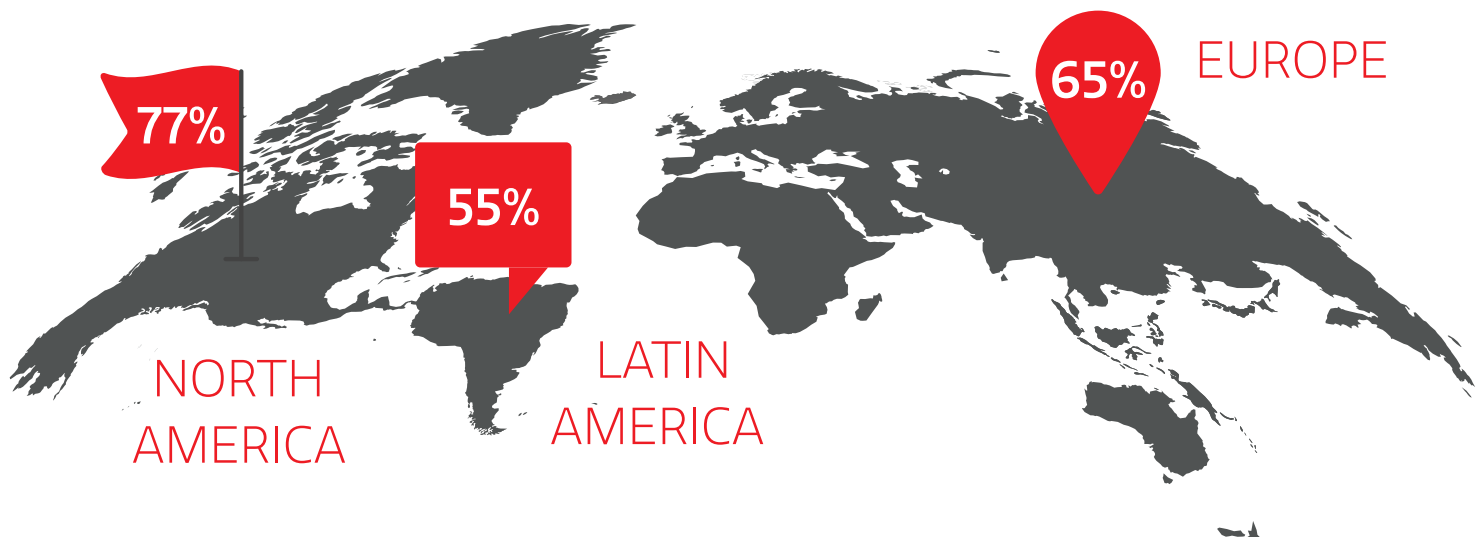 77%
NORTH
AMERICA
55%
LATIN
AMERICA
65%
EUROPE